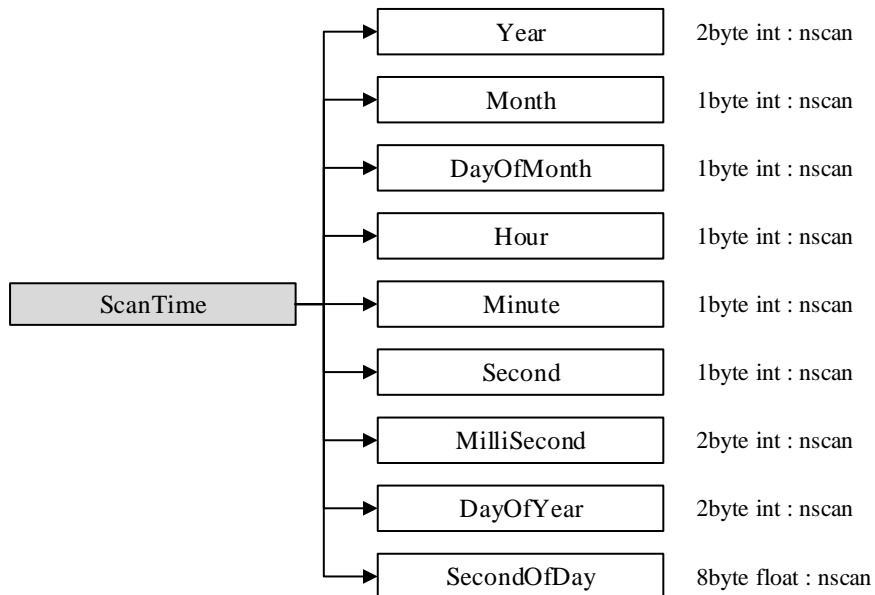 Year 2byte int : nscan
Month 1byte int : nscan
DayOfMonth 1byte int : nscan
Hour 1byte int : nscan
ScanTime Minute 1byte int : nscan
Second 1byte int : nscan
MilliSecond 2byte int : nscan
DayOfYear 2byte int : nscan
SecondOfDay 8byte float : nscan